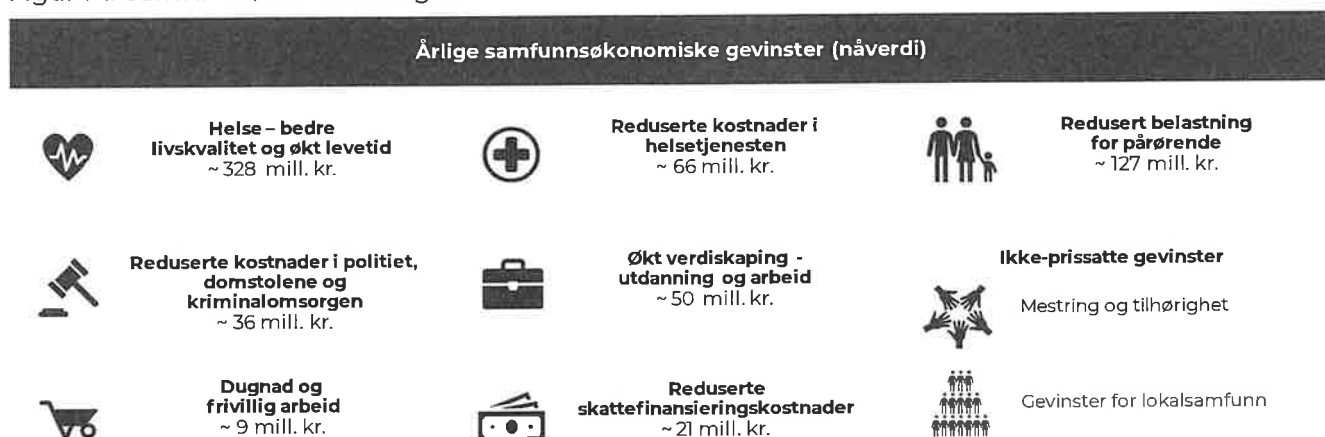 Årlige samfunnsøkonomiske gevinster (nåverdi)
Helse – bedre
livskvalitet og økt levetid
~ 328 mill. kr.
Reduserte kostnader i
helsetjenesten
~ 66 mill. kr.
Redusert belastning
for pårørende
~ 127 mill. kr.
Reduserte kostnader i politiet,
domstolene og
kriminalomsorgen
~ 36 mill. kr.
Økt verdiskaping -
utdanning og arbeid
~ 50 mill. kr.
Ikke-prissatte gevinster
Mestring og tilhørighet
Dugnad og
frivillig arbeid
~ 9 mill. kr.
Reduserte
skattefinansieringskostnader
~ 21 mill. kr.
Gevinster for lokalsamfunn